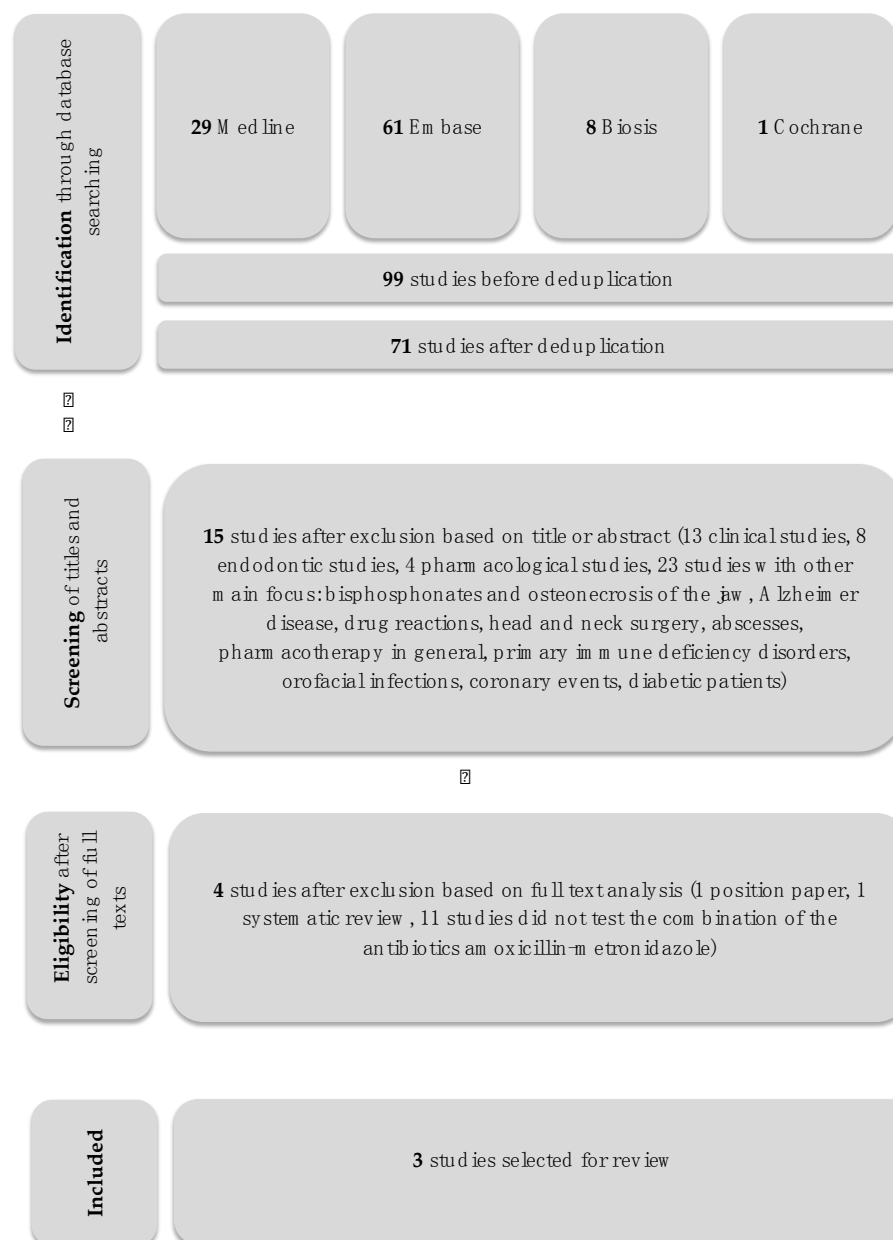 Identification through database
searching
29 Medline
61 Embase
8 Biosis
1 Cochrane
99 studies before deduplication
71 studies after deduplication
Screening of titles and
abstracts
15 studies after exclusion based on title or abstract (13 clinical studies, 8
endodontic studies, 4 pharmacological studies, 23 studies with other
main focus: bisphosphonates and osteonecrosis of the jaw, Alzheimer
disease, drug reactions, head and neck surgery, abscesses,
pharmacotherapy in general, primary immune deficiency disorders,
orofacial infections, coronary events, diabetic patients)
Eligibility after
screening of full
texts
4 studies after exclusion based on full text analysis (1 position paper, 1
systematic review, 11 studies did not test the combination of the
antibiotics amoxicillin-metronidazole)
Included
3 studies selected for review